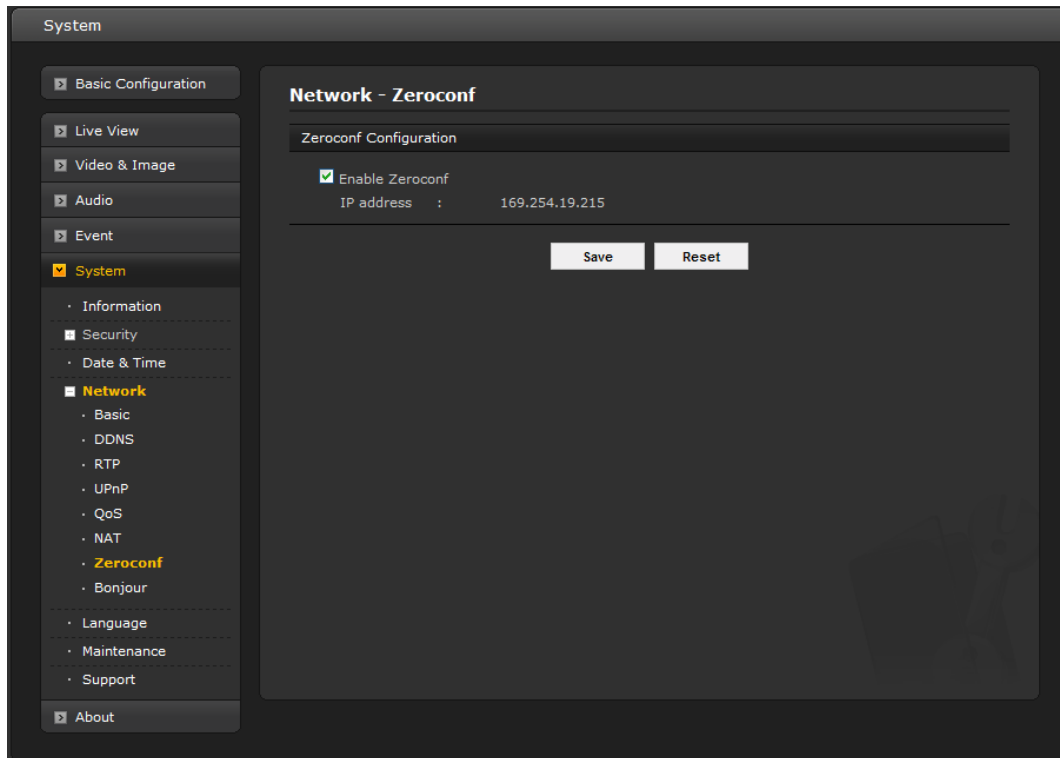 System
Basic Configuration
Live View
Video & Image
Audio
Event
System
· Information
Security
· Date & Time
Network
· Basic
· DDNS
· RTP
· UPnP
· QoS
· NAT
· Zeroconf
· Bonjour
· Language
· Maintenance
· Support
About
Network - Zeroconf
Zeroconf Configuration
Enable Zeroconf
IP address : 169.254.19.215
Save Reset